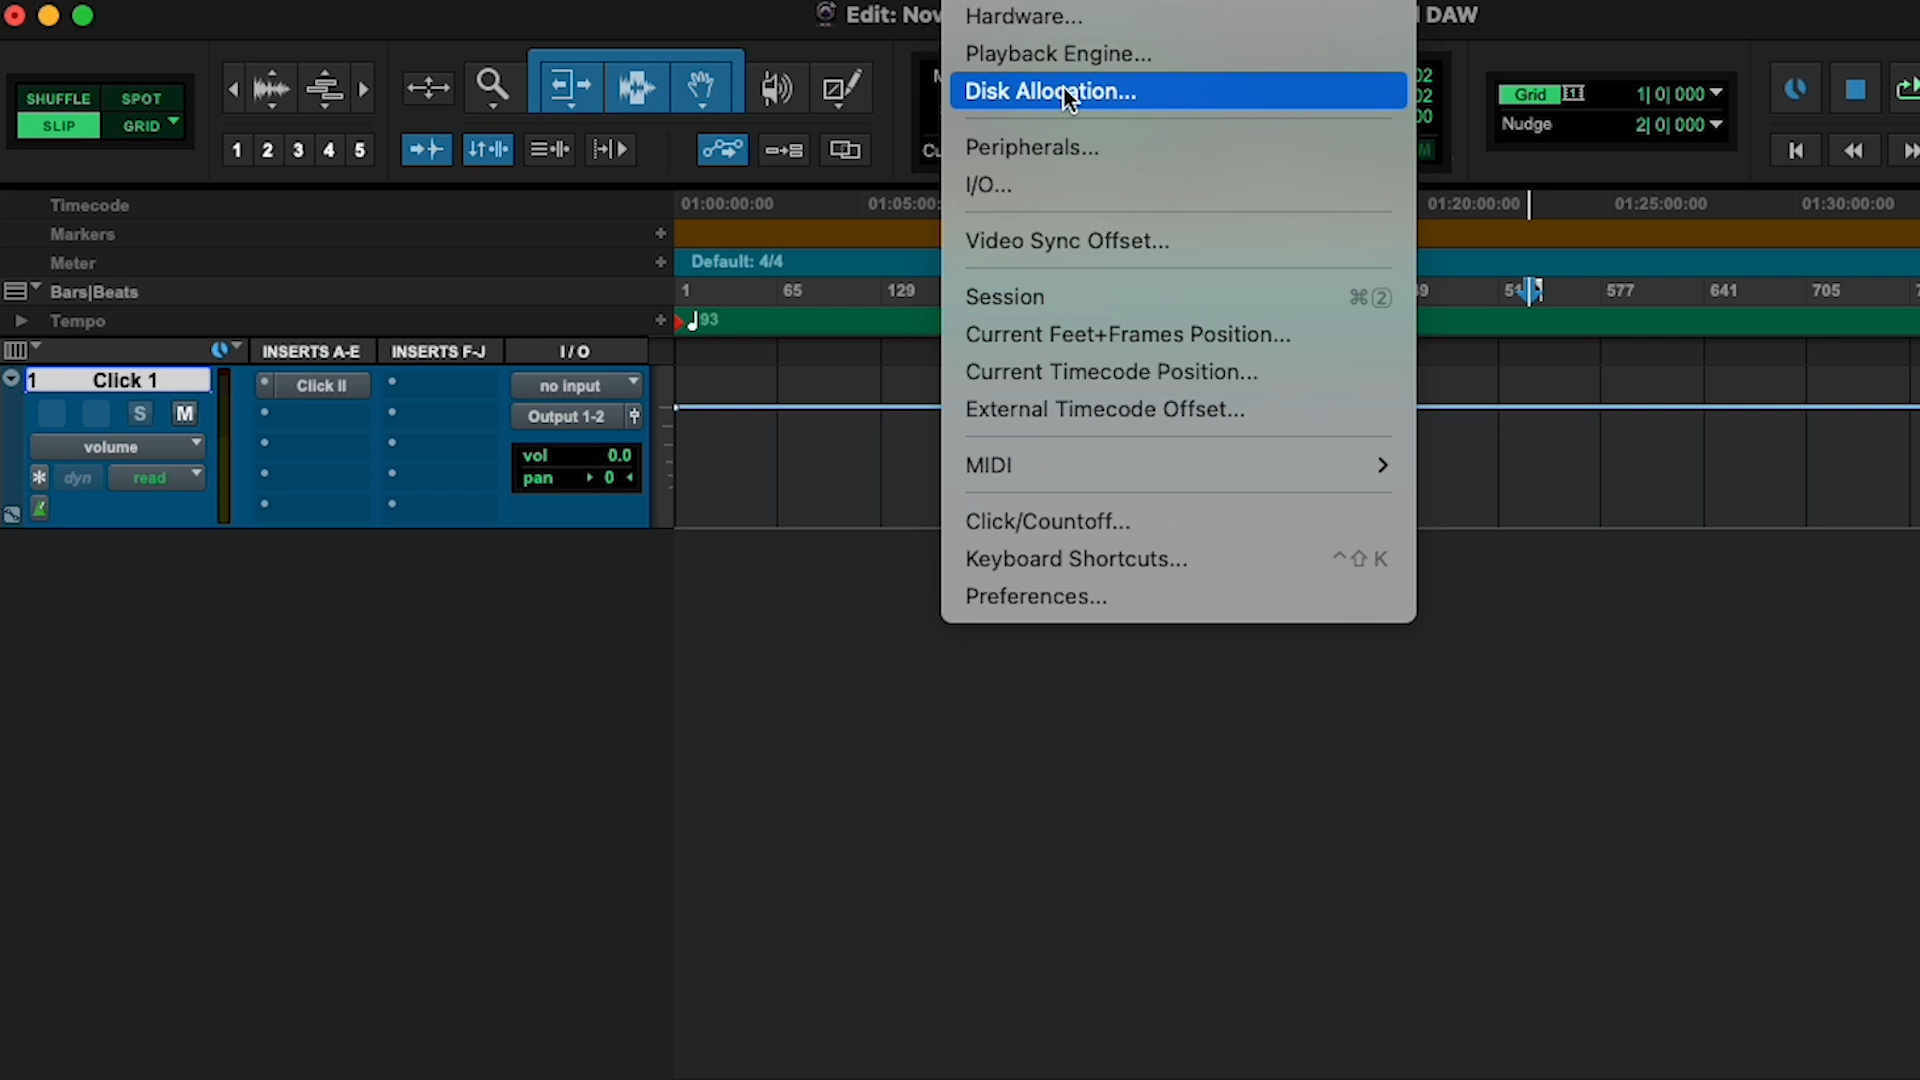 Edit: Nov DAW
Hardware...
Playback Engine...
Disk Allocation...
Peripherals...
I/O...
Video Sync Offset...
Session ⌘2
Current Feet+Frames Position...
Current Timecode Position...
External Timecode Offset...
MIDI
Click/Countoff...
Keyboard Shortcuts... ^⇧K
Preferences...
SHUFFLE SPOT
SLIP GRID
1 2 3 4 5
Grid 1| 0| 000
Nudge 2| 0| 000
Timecode 01:00:00:00 01:05:00: 01:20:00:00 01:25:00:00 01:30:00:00
Markers
Meter Default: 4/4
Bars|Beats 1 65 129 577 641 705
Tempo 93
INSERTS A-E INSERTS F-J I/O
1 Click 1 Click II no input
S M Output 1-2
volume vol 0.0
dyn read pan 0